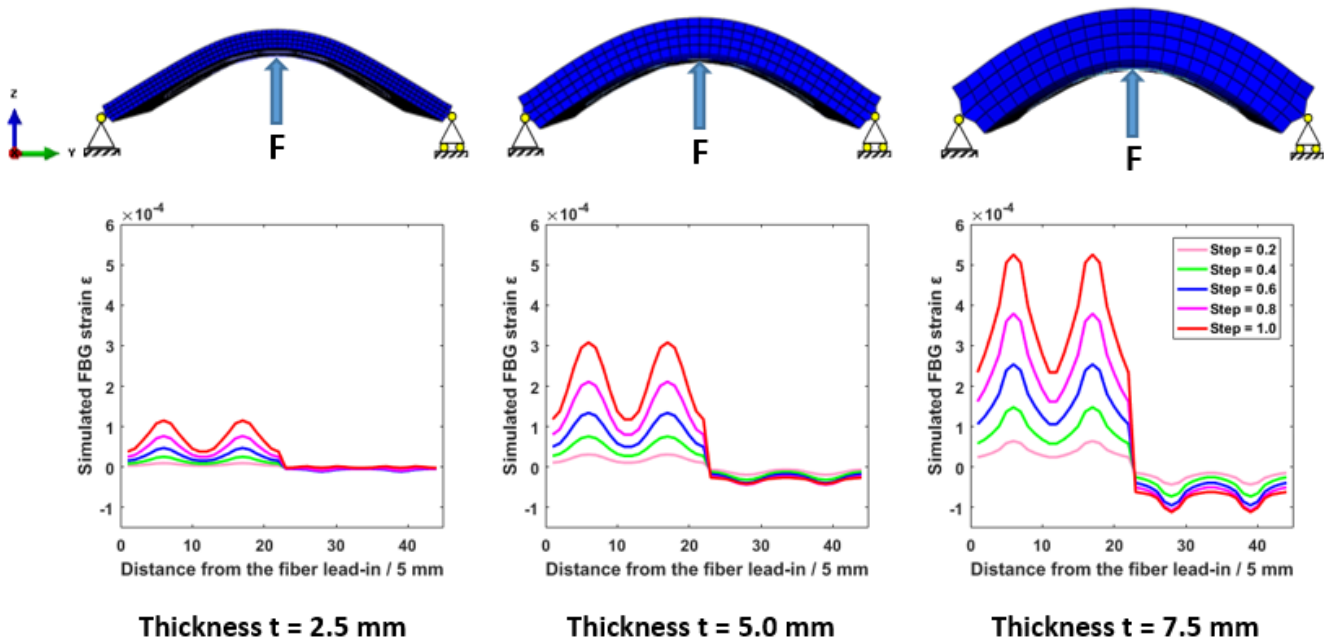 Z
Y
F
F
F
×10⁻⁴
×10⁻⁴
×10⁻⁴
Simulated FBG strain ε
6
5
4
3
2
1
0
-1
0
10
20
30
40
Distance from the fiber lead-in / 5 mm
Simulated FBG strain ε
6
5
4
3
2
1
0
-1
0
10
20
30
40
Distance from the fiber lead-in / 5 mm
Simulated FBG strain ε
6
5
4
3
2
1
0
-1
0
10
20
30
40
Distance from the fiber lead-in / 5 mm
Step = 0.2
Step = 0.4
Step = 0.6
Step = 0.8
Step = 1.0
Thickness t = 2.5 mm
Thickness t = 5.0 mm
Thickness t = 7.5 mm